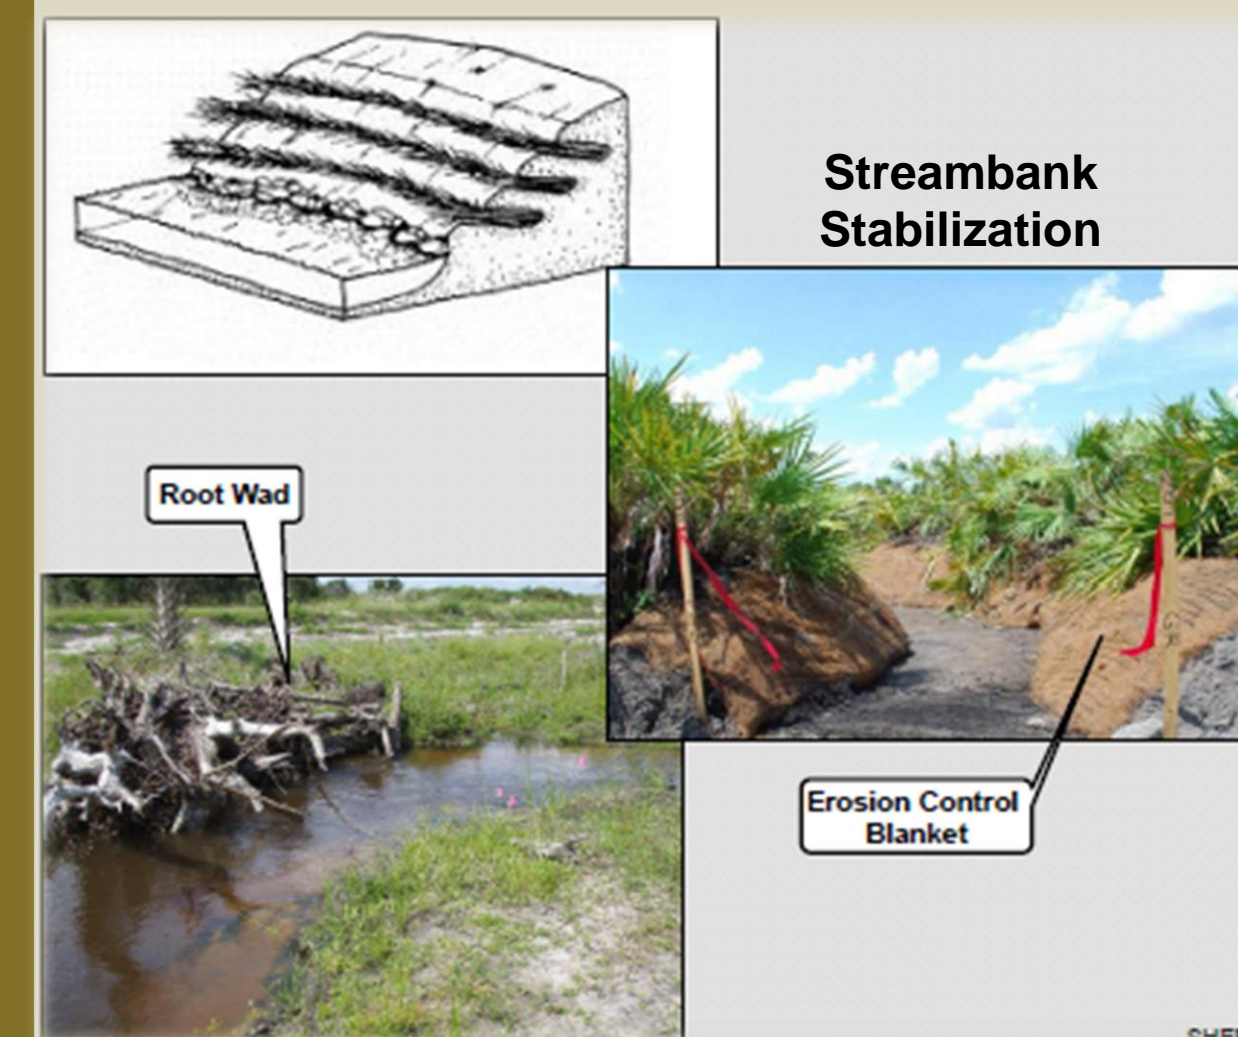 Streambank
Stabilization
Root Wad
Erosion Control
Blanket